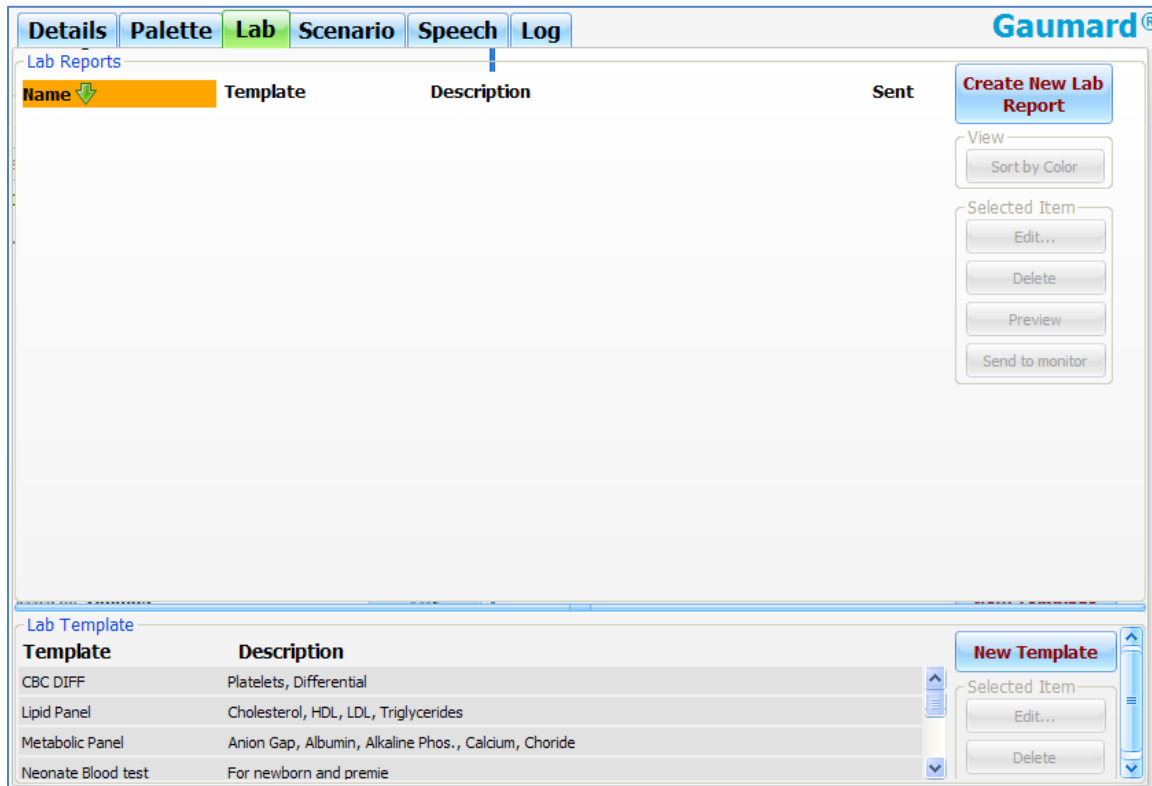 Details Palette Lab Scenario Speech Log Gaumard®
Lab Reports
Name Template Description Sent
Create New Lab
Report
View
Sort by Color
Selected Item
Edit...
Delete
Preview
Send to monitor
Lab Template
Template Description
New Template
CBC DIFF Platelets, Differential
Selected Item
Lipid Panel Cholesterol, HDL, LDL, Triglycerides
Edit...
Metabolic Panel Anion Gap, Albumin, Alkaline Phos., Calcium, Choride
Delete
Neonate Blood test For newborn and premie